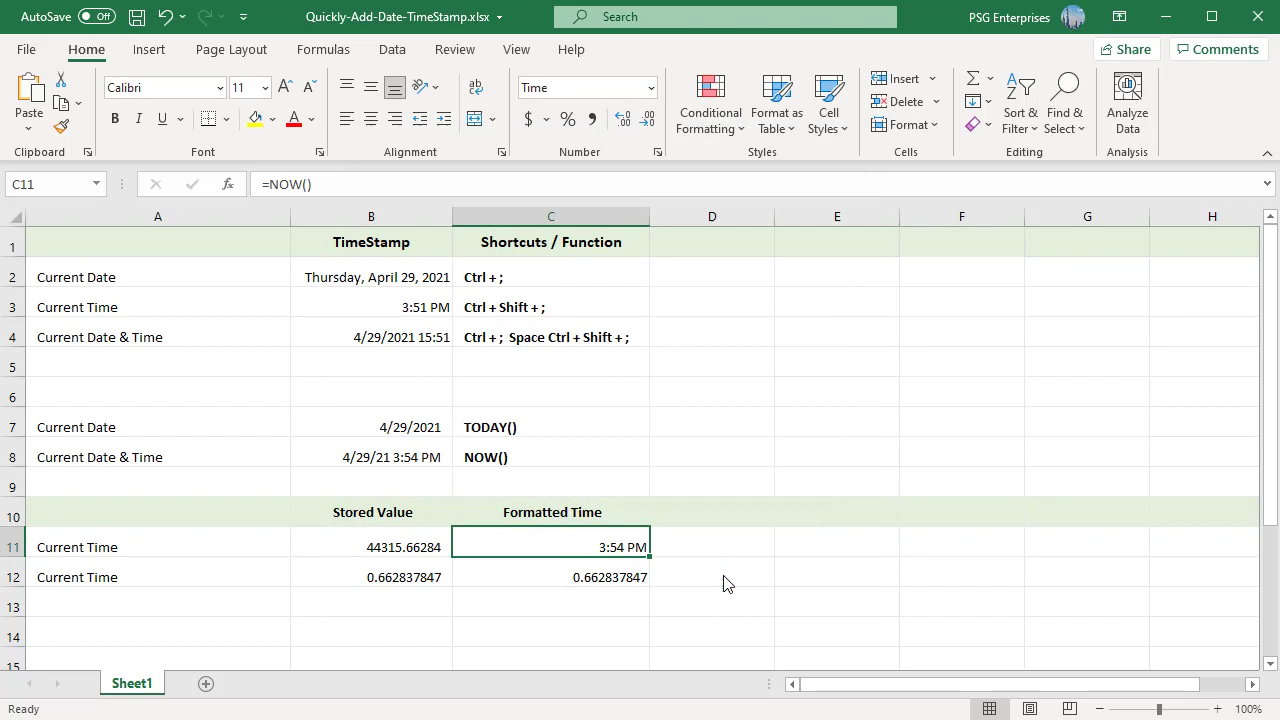 AutoSave Off Quickly-Add-Date-TimeStamp.xlsx Search PSG Enterprises
File Home Insert Page Layout Formulas Data Review View Help Share Comments
Paste
Clipboard
Calibri 11
B I U A
Font
ab c
Alignment
Time
$ % , .00
Number
Conditional Formatting
Format as Table
Cell Styles
Styles
Insert
Delete
Format
Cells
Sort & Filter
Find & Select
Editing
Analyze Data
Analysis
C11 fx =NOW()
A B C D E F G H
1 TimeStamp Shortcuts / Function
2 Current Date Thursday, April 29, 2021 Ctrl + ;
3 Current Time 3:51 PM Ctrl + Shift + ;
4 Current Date & Time 4/29/2021 15:51 Ctrl + ; Space Ctrl + Shift + ;
5
6
7 Current Date 4/29/2021 TODAY()
8 Current Date & Time 4/29/21 3:54 PM NOW()
9
10 Stored Value Formatted Time
11 Current Time 44315.66284 3:54 PM
12 Current Time 0.662837847 0.662837847
13
14
15
Sheet1
Ready 100%